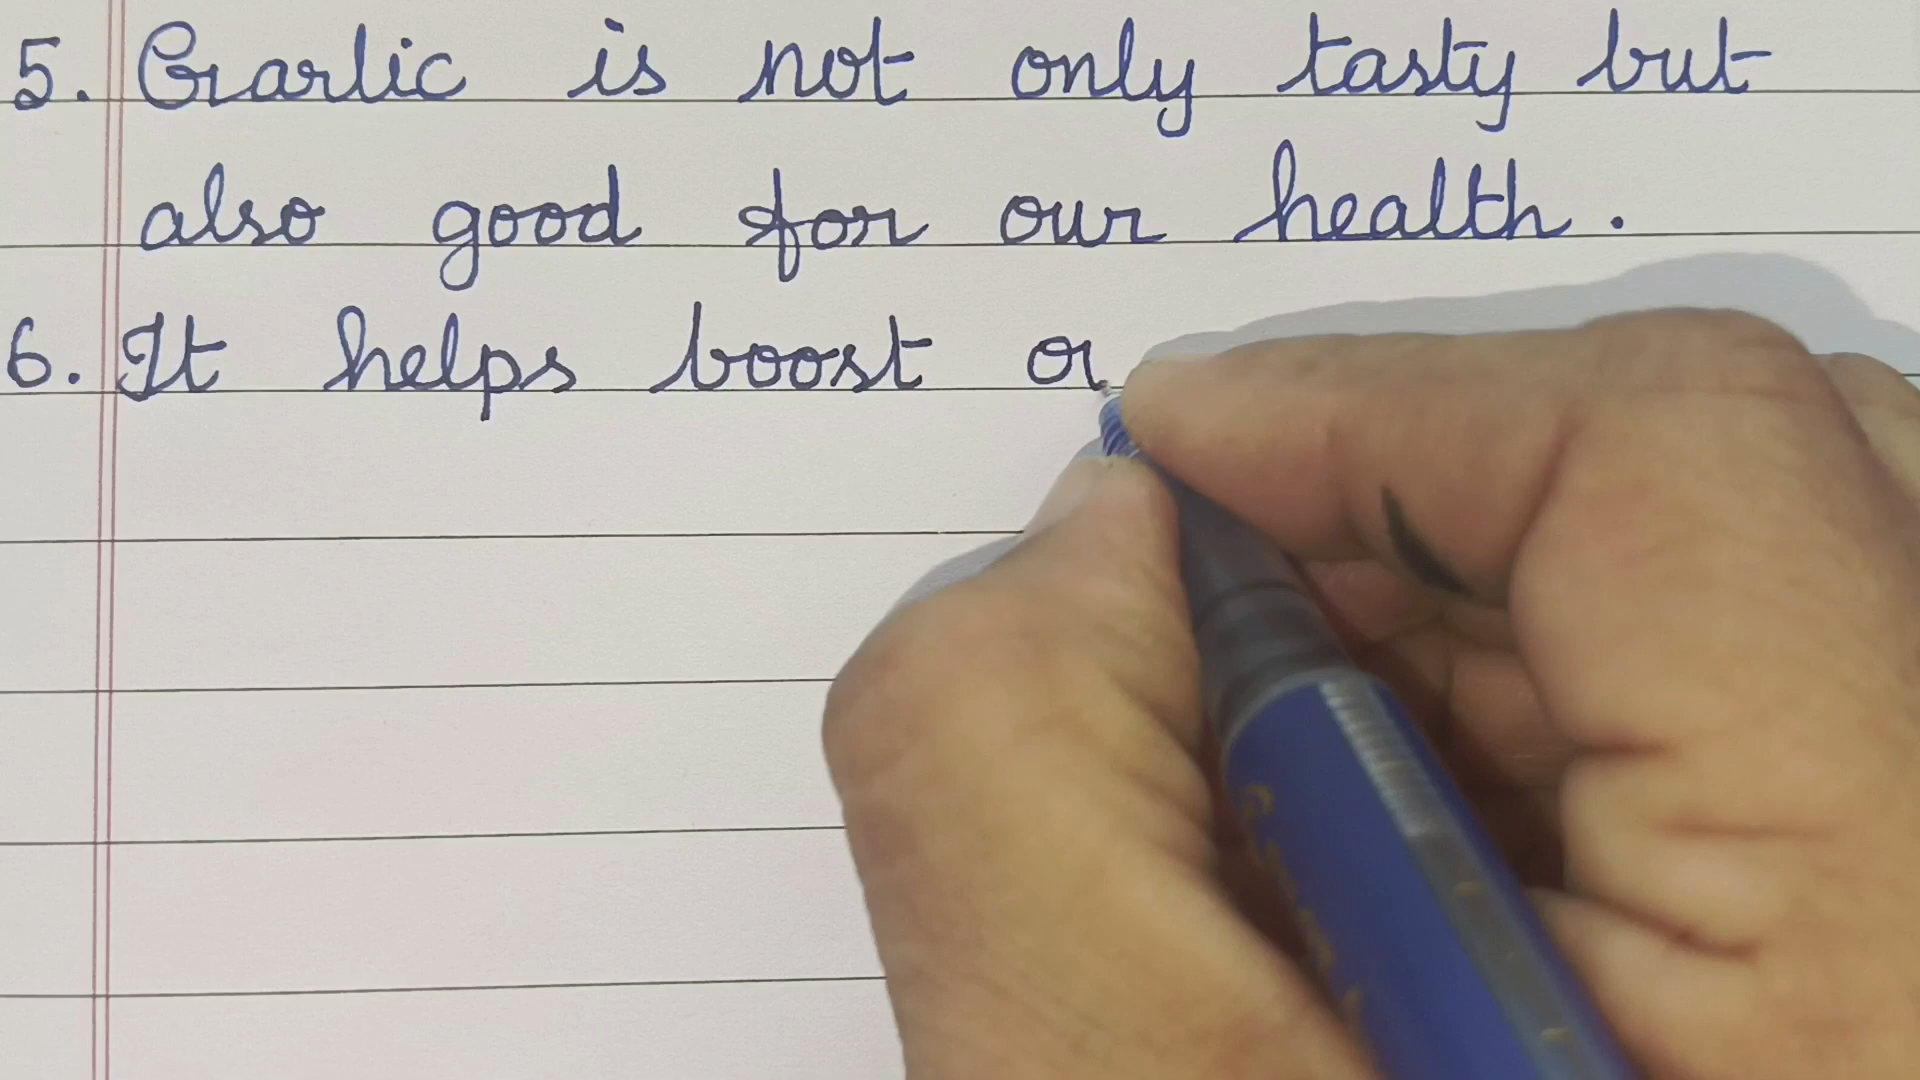 5. Garlic is not only tasty but
also good for our health.
6. It helps boost